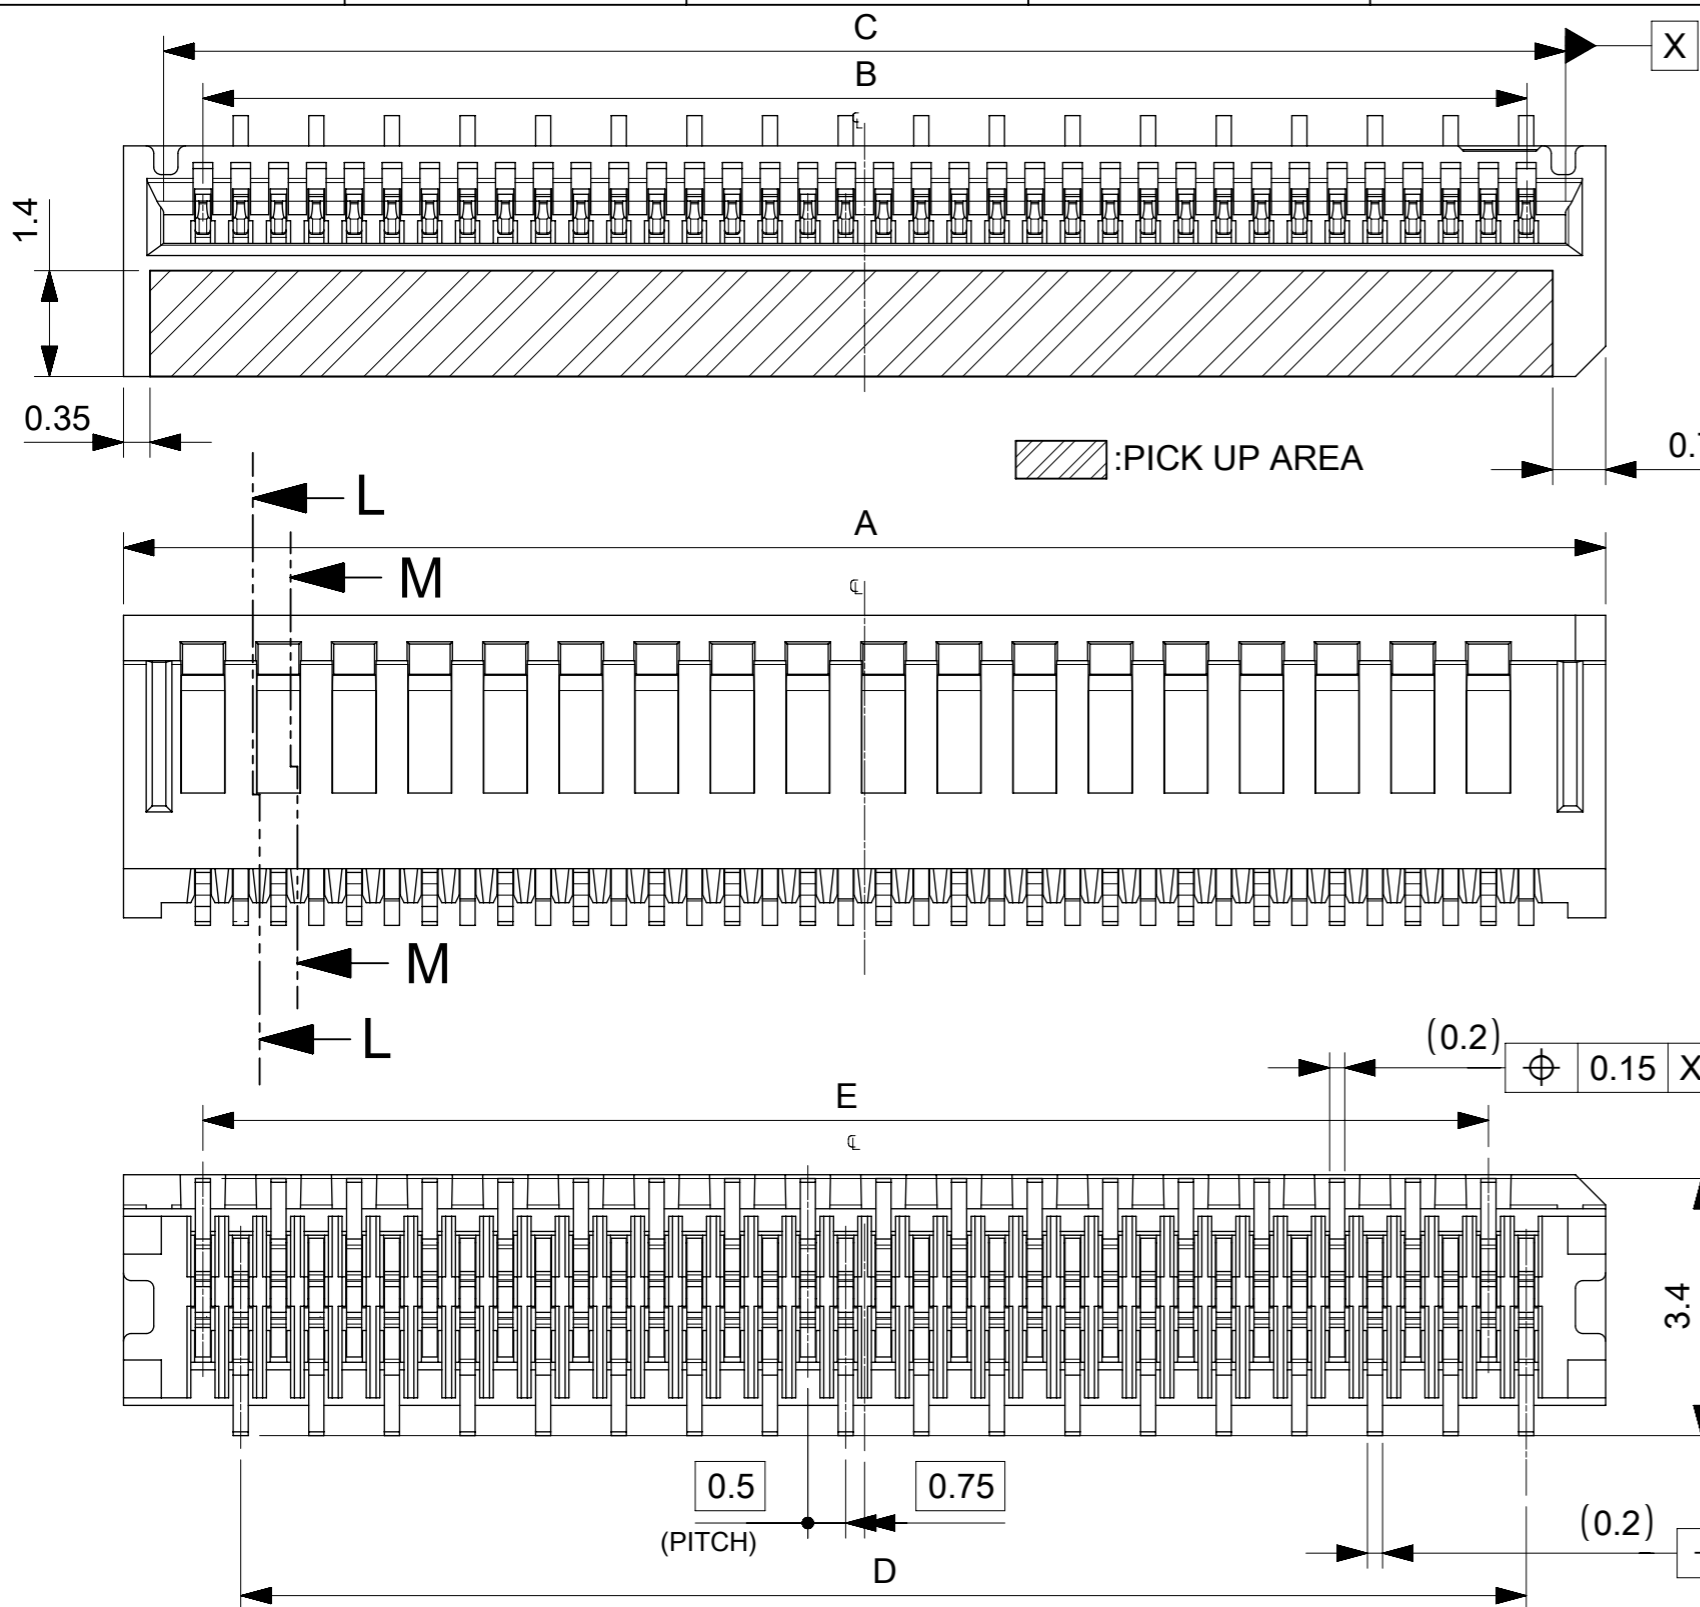 C
X
B
℄
1.4
0.35
:PICK UP AREA
L
A
M
℄
M
L
(0.2)
⌖ 0.15 X
E
℄
3.4
0.5
0.75
(PITCH)
(0.2)
D